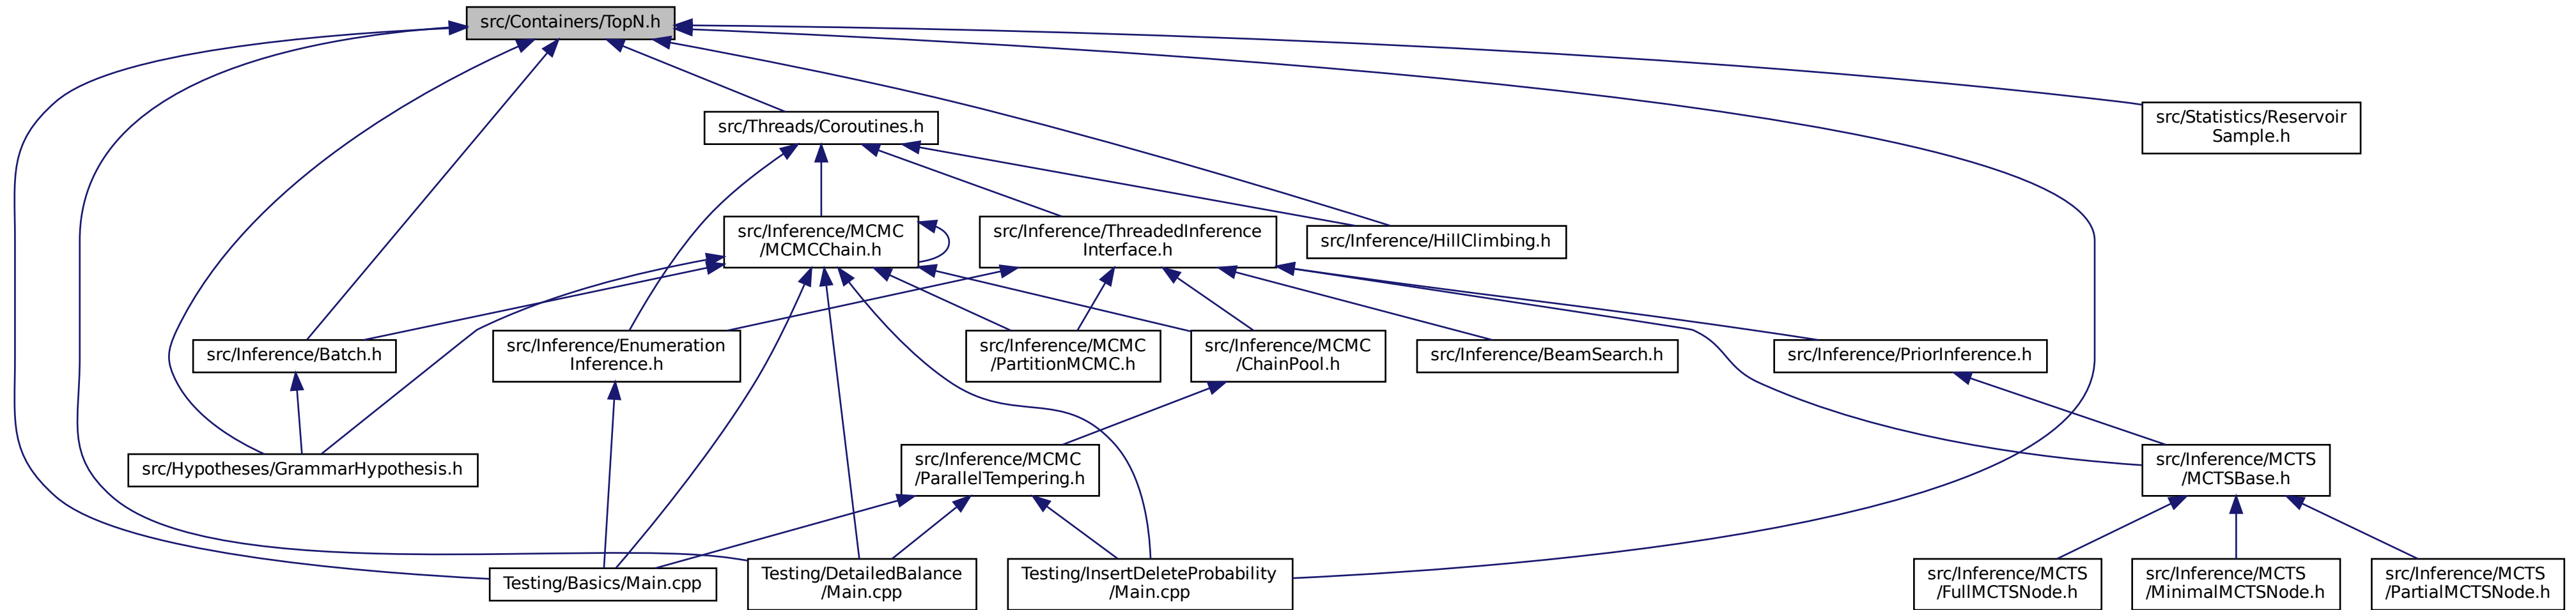 src/Containers/TopN.h
src/Threads/Coroutines.h
src/Statistics/Reservoir
Sample.h
src/Inference/MCMC
/MCMCChain.h
src/Inference/ThreadedInference
Interface.h
src/Inference/HillClimbing.h
src/Inference/Batch.h
src/Inference/Enumeration
Inference.h
src/Inference/MCMC
/PartitionMCMC.h
src/Inference/MCMC
/ChainPool.h
src/Inference/BeamSearch.h
src/Inference/PriorInference.h
src/Hypotheses/GrammarHypothesis.h
src/Inference/MCMC
/ParallelTempering.h
src/Inference/MCTS
/MCTSBase.h
Testing/Basics/Main.cpp
Testing/DetailedBalance
/Main.cpp
Testing/InsertDeleteProbability
/Main.cpp
src/Inference/MCTS
/FullMCTSNode.h
src/Inference/MCTS
/MinimalMCTSNode.h
src/Inference/MCTS
/PartialMCTSNode.h